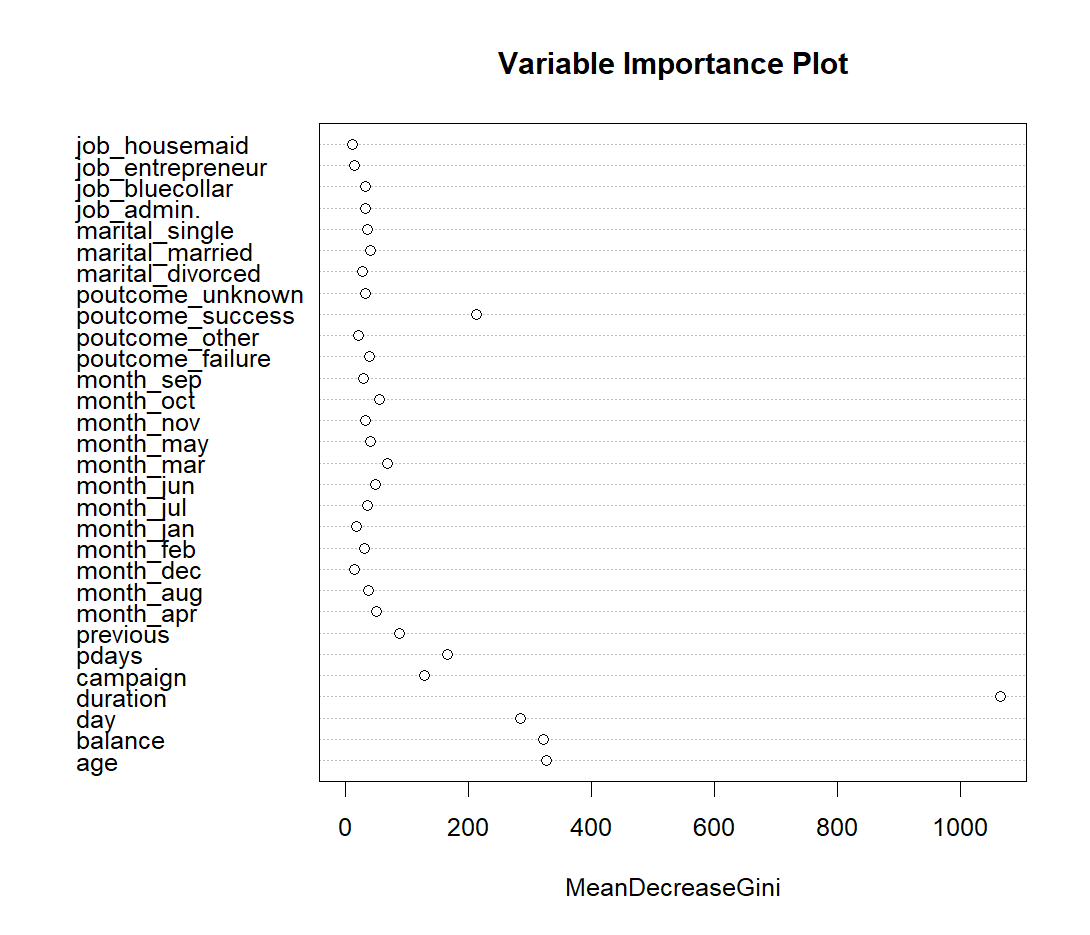 Variable Importance Plot
job_housemaid
job_entrepreneur
job_bluecollar
job_admin.
marital_single
marital_married
marital_divorced
poutcome_unknown
poutcome_success
poutcome_other
poutcome_failure
month_sep
month_oct
month_nov
month_may
month_mar
month_jun
month_jul
month_jan
month_feb
month_dec
month_aug
month_apr
previous
pdays
campaign
duration
day
balance
age
0 200 400 600 800 1000
MeanDecreaseGini